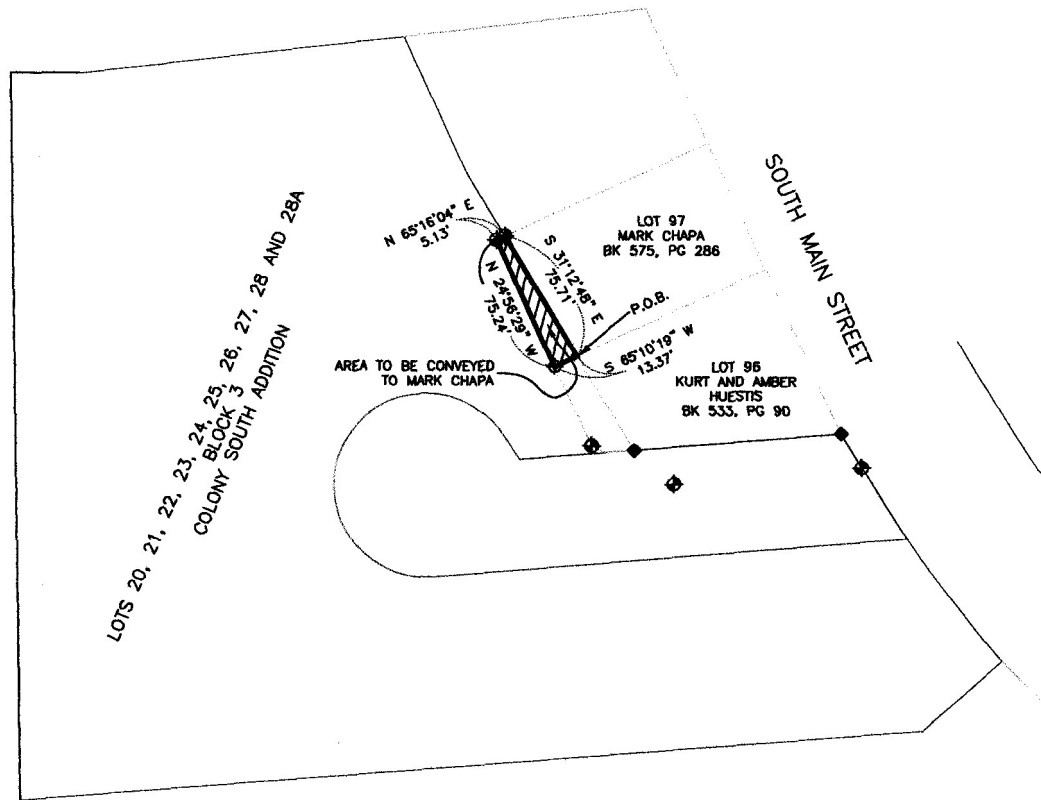 SOUTH MAIN STREET
N 65°16'04" E
5.13'
S 31°12'48" E
75.71'
LOT 97
MARK CHAPA
BK 575, PG 286
N 24°56'29" W
75.24'
P.O.B.
S 65°10'19" W
13.37'
AREA TO BE CONVEYED
TO MARK CHAPA
LOT 96
KURT AND AMBER
HUESTIS
BK 533, PG 90
LOTS 20, 21, 22, 23, 24, 25, 26, 27, 28 AND 28A
BLOCK 3
COLONY SOUTH ADDITION